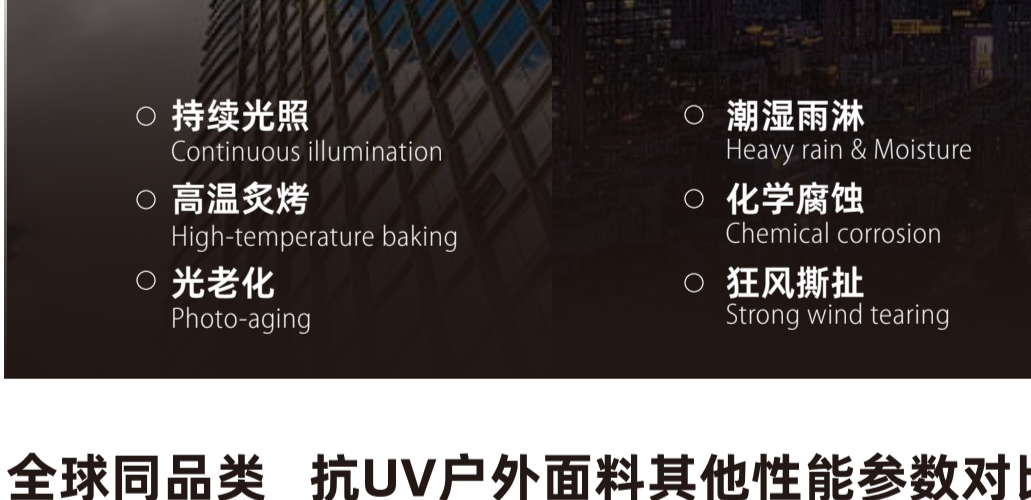 持续光照
Continuous illumination
高温炙烤
High-temperature baking
光老化
Photo-aging
潮湿雨淋
Heavy rain & Moisture
化学腐蚀
Chemical corrosion
狂风撕扯
Strong wind tearing
全球同品类 抗UV户外面料其他性能参数对